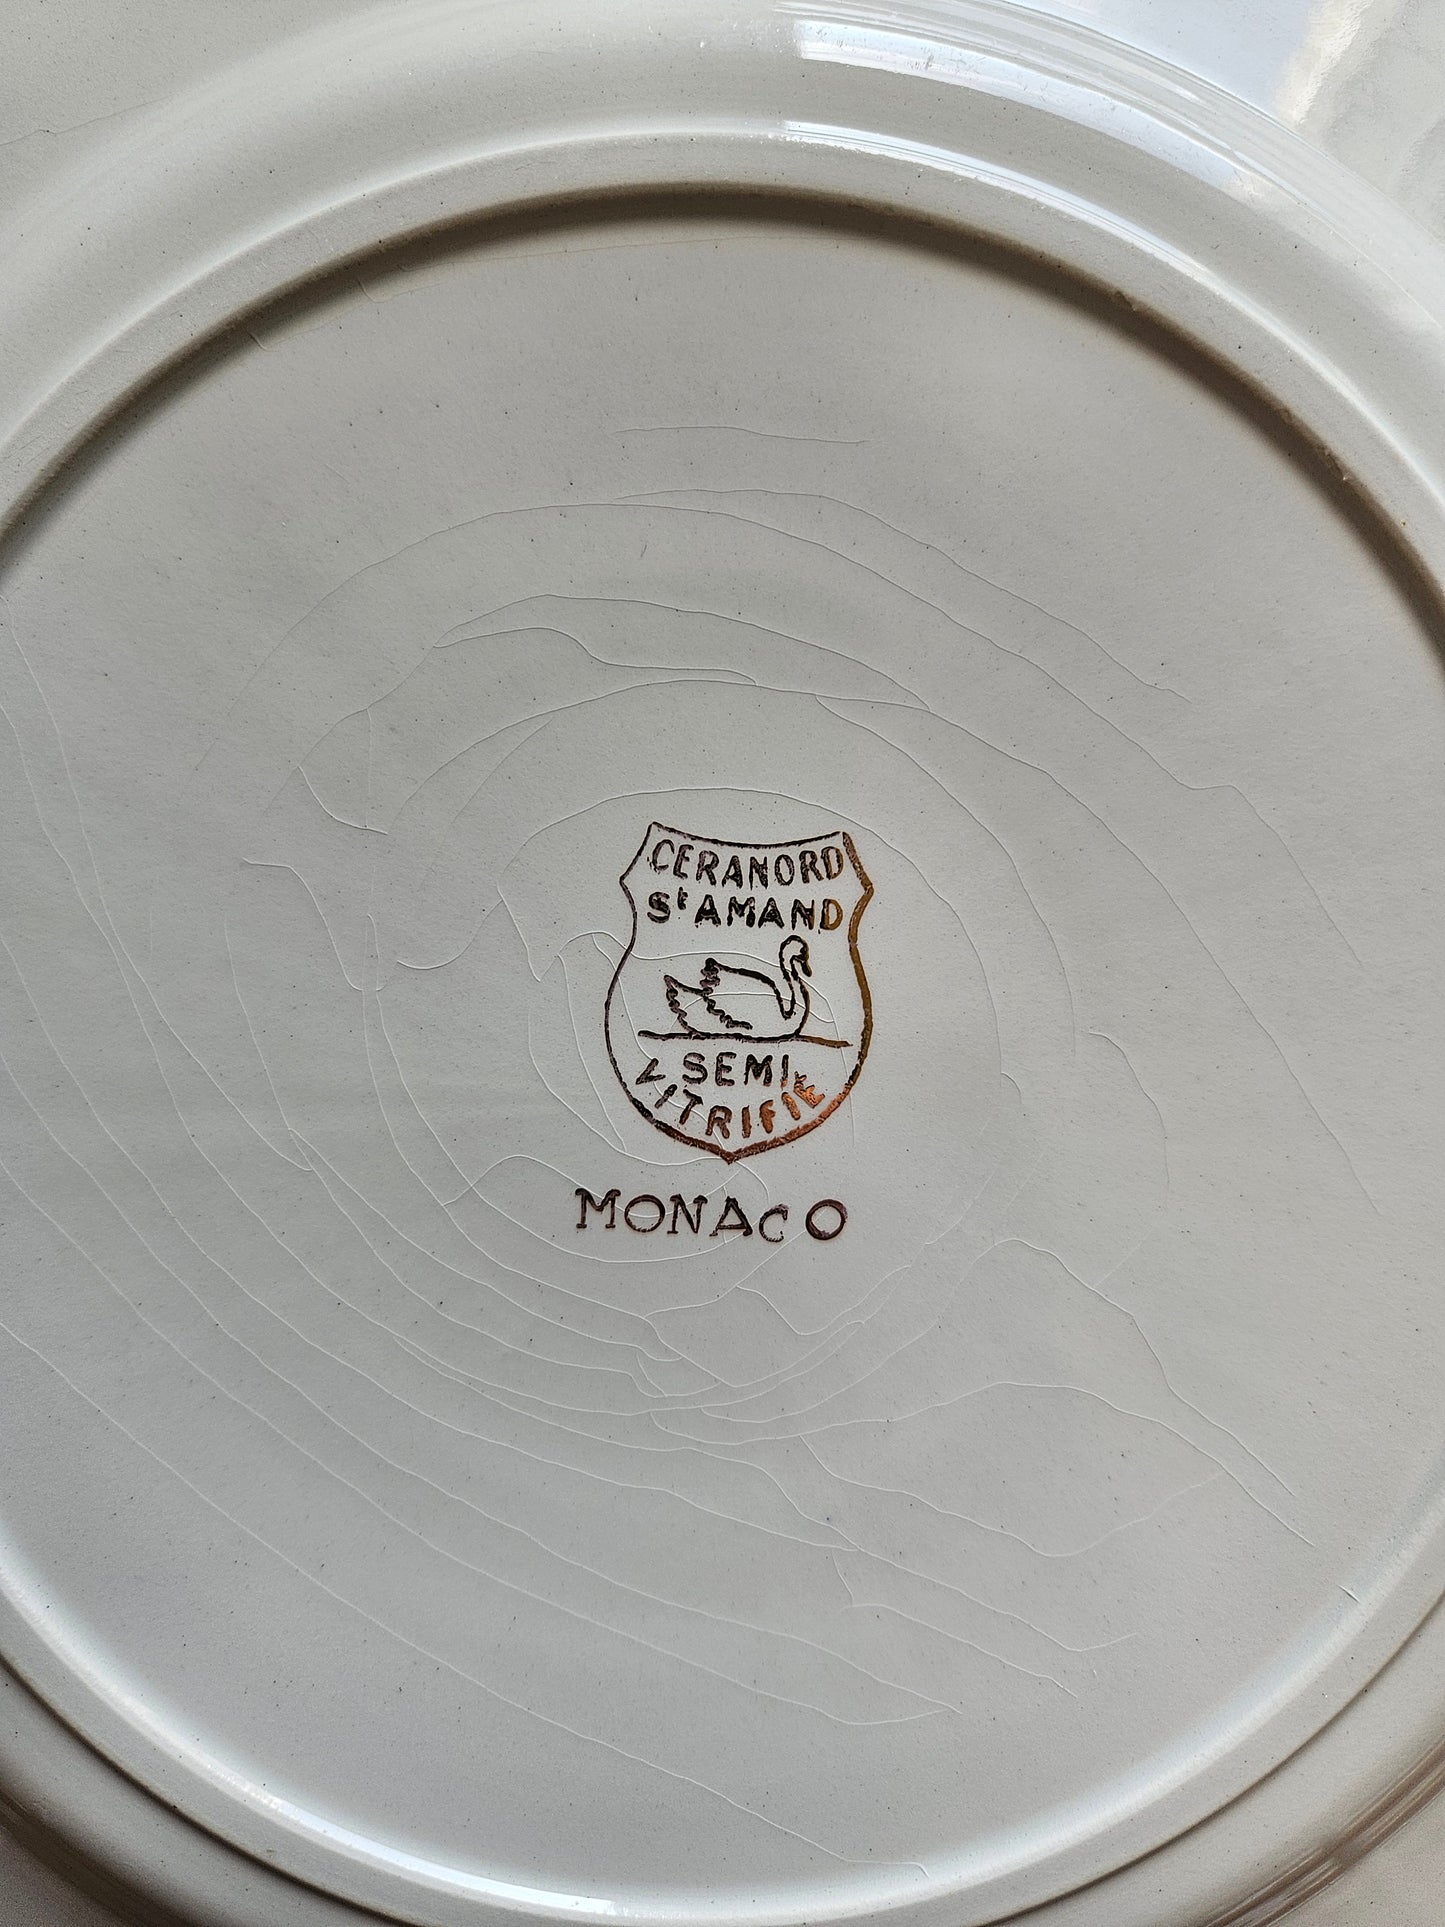 CERANORD
St AMAND
SEMI
VITRIFIÉ
MONACO